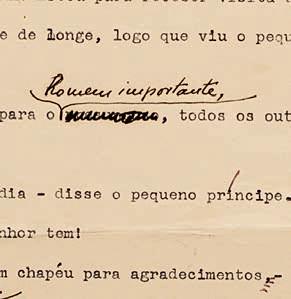 e de longe, logo que viu o pequ
Homem importante,
para o , todos os out
dia - disse o pequeno príncipe.
nhor tem!
m chapéu para agradecimentos,-